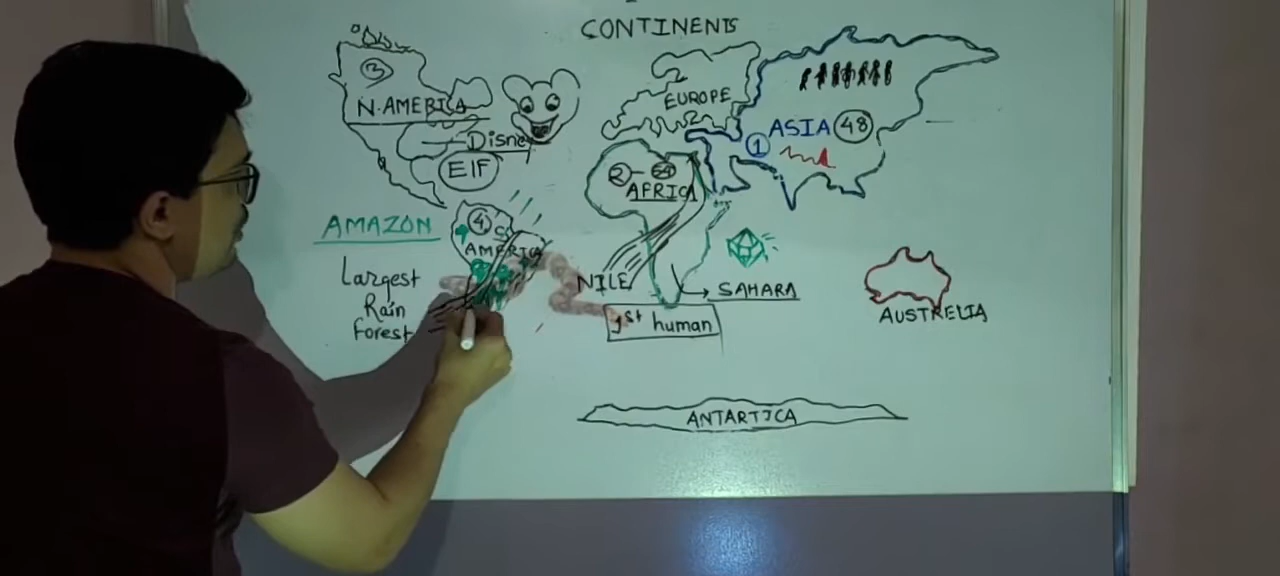 CONTINENTS
3
N.AMERICA
Disne
EIF
EUROPE
ASIA 48
1
2
AFRICA
AMAZON
4
AMERICA
Largest
Rain
Forest
NILE
SAHARA
1st human
AUSTRELIA
ANTARTICA